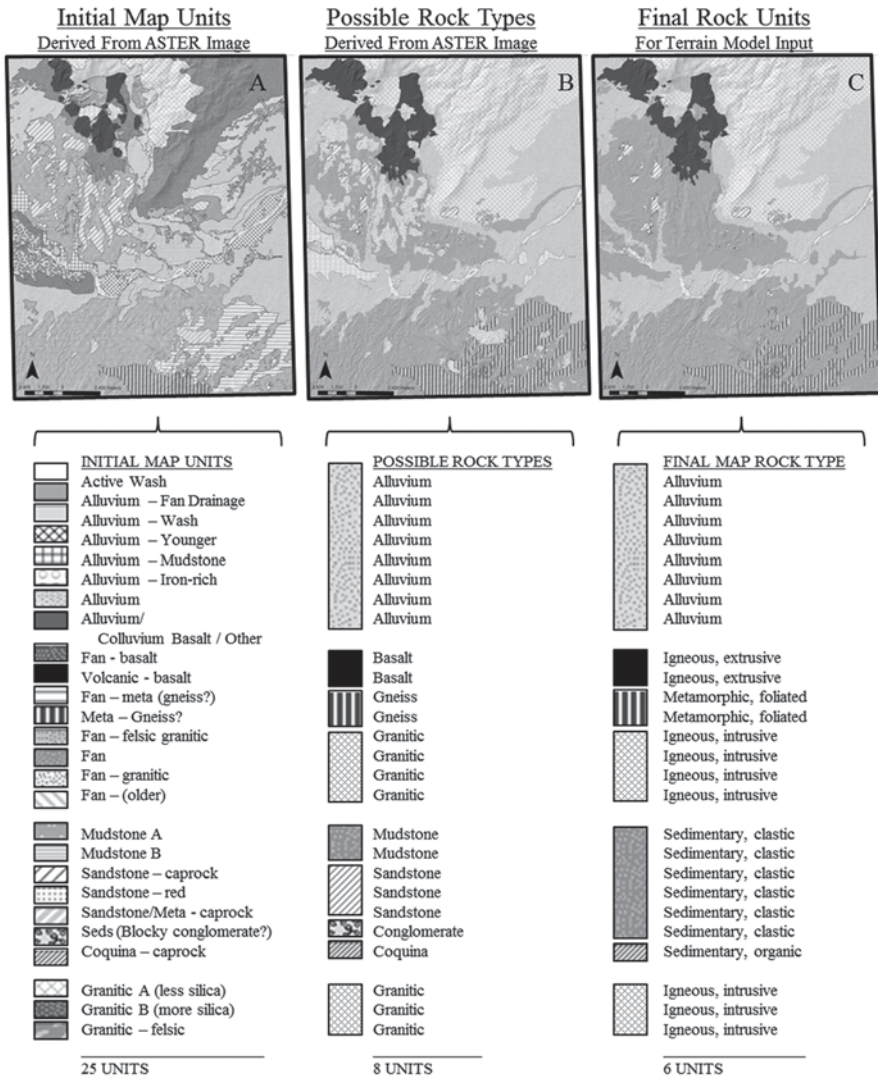 Initial Map Units
Derived From ASTER Image
Possible Rock Types
Derived From ASTER Image
Final Rock Units
For Terrain Model Input
A
B
C
N
N
N
INITIAL MAP UNITS
Active Wash
Alluvium – Fan Drainage
Alluvium – Wash
Alluvium – Younger
Alluvium – Mudstone
Alluvium – Iron-rich
Alluvium
Alluvium/
Colluvium Basalt / Other
Fan - basalt
Volcanic - basalt
Fan – meta (gneiss?)
Meta – Gneiss?
Fan – felsic granitic
Fan
Fan – granitic
Fan – (older)
Mudstone A
Mudstone B
Sandstone – caprock
Sandstone – red
Sandstone/Meta - caprock
Seds (Blocky conglomerate?)
Coquina – caprock
Granitic A (less silica)
Granitic B (more silica)
Granitic – felsic
25 UNITS
POSSIBLE ROCK TYPES
Alluvium
Alluvium
Alluvium
Alluvium
Alluvium
Alluvium
Alluvium
Alluvium
Basalt
Basalt
Gneiss
Gneiss
Granitic
Granitic
Granitic
Granitic
Mudstone
Mudstone
Sandstone
Sandstone
Sandstone
Conglomerate
Coquina
Granitic
Granitic
Granitic
8 UNITS
FINAL MAP ROCK TYPE
Alluvium
Alluvium
Alluvium
Alluvium
Alluvium
Alluvium
Alluvium
Alluvium
Igneous, extrusive
Igneous, extrusive
Metamorphic, foliated
Metamorphic, foliated
Igneous, intrusive
Igneous, intrusive
Igneous, intrusive
Igneous, intrusive
Sedimentary, clastic
Sedimentary, clastic
Sedimentary, clastic
Sedimentary, clastic
Sedimentary, clastic
Sedimentary, clastic
Sedimentary, organic
Igneous, intrusive
Igneous, intrusive
Igneous, intrusive
6 UNITS